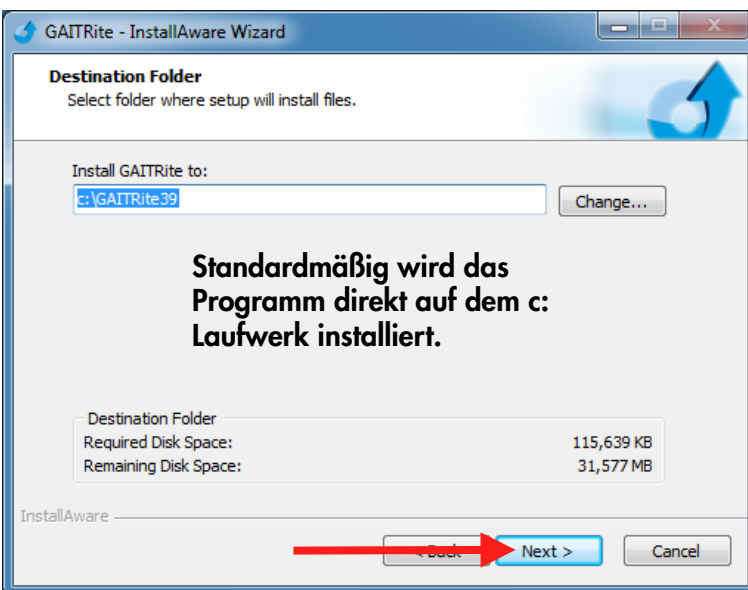 GAITRite - InstallAware Wizard
Destination Folder
Select folder where setup will install files.
Install GAITRite to:
c:\GAITRite39
Change...
Standardmäßig wird das
Programm direkt auf dem c:
Laufwerk installiert.
Destination Folder
Required Disk Space: 115,639 KB
Remaining Disk Space: 31,577 MB
InstallAware
< Back Next > Cancel